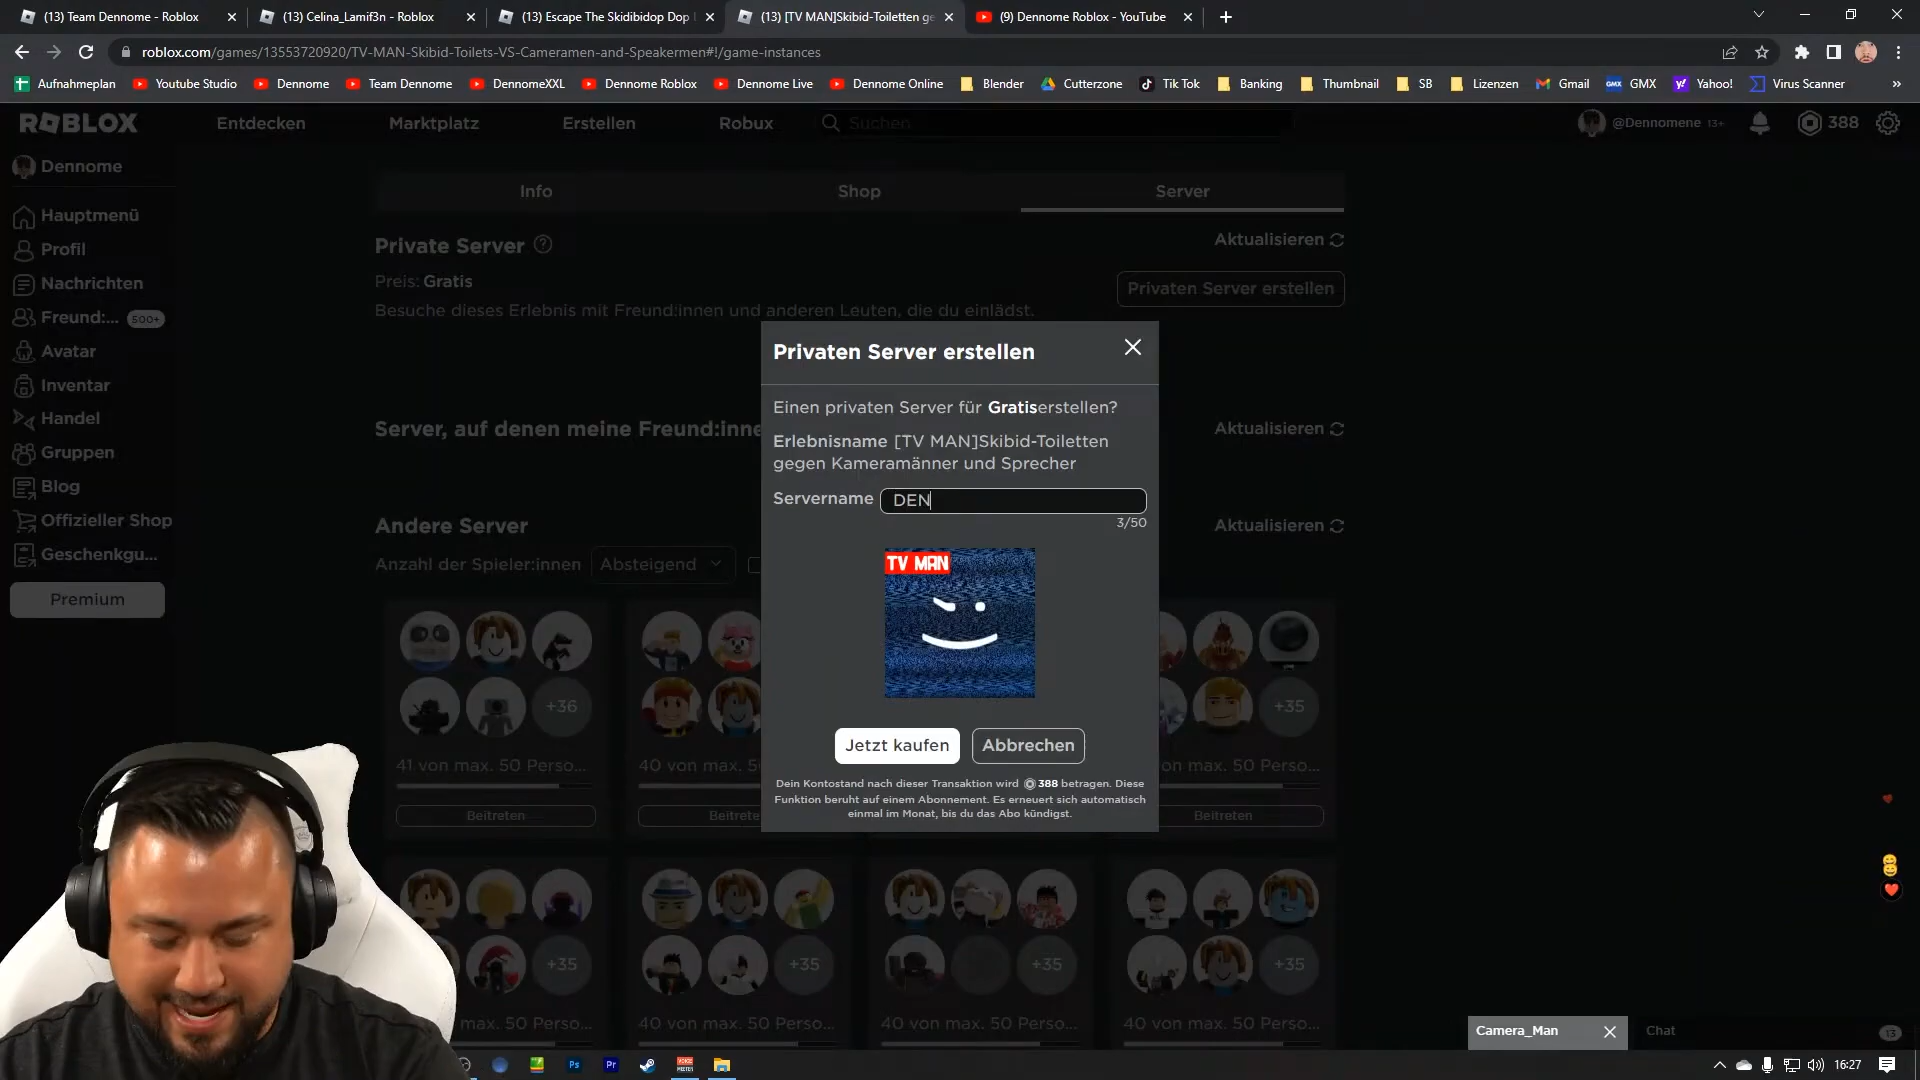 (13) Team Dennome - Roblox
(13) Celina_Lamif3n - Roblox
(13) Escape The Skidibidop Dop
(13) [TV MAN]Skibid-Toiletten ge
(9) Dennome Roblox - YouTube
roblox.com/games/13553720920/TV-MAN-Skibid-Toilets-VS-Cameramen-and-Speakermen#!/game-instances
Aufnahmeplan
Youtube Studio
Dennome
Team Dennome
DennomeXXL
Dennome Roblox
Dennome Live
Dennome Online
Blender
Cutterzone
Tik Tok
Banking
Thumbnail
SB
Lizenzen
Gmail
GMX
Yahoo!
Virus Scanner
»
ROBLOX
Entdecken
Marktplatz
Erstellen
Robux
Suchen
@Dennomene 13+
388
Dennome
Hauptmenü
Profil
Nachrichten
Freund:...
500+
Avatar
Inventar
Handel
Gruppen
Blog
Offizieller Shop
Geschenkgu...
Premium
Info
Shop
Server
Private Server
Aktualisieren
Preis: Gratis
Privaten Server erstellen
Besuche dieses Erlebnis mit Freund:innen und anderen Leuten, die du einlädst.
Server, auf denen meine Freund:inne
Aktualisieren
Andere Server
Aktualisieren
Anzahl der Spieler:innen
Absteigend
+36
+35
41 von max. 50 Perso...
40 von max. 5
Perso...
Beitreten
Beitrete
Beitreten
Privaten Server erstellen
Einen privaten Server für Gratiserstellen?
Erlebnisname [TV MAN]Skibid-Toiletten
gegen Kameramänner und Sprecher
Servername
DEN
3/50
TV MAN
Jetzt kaufen
Abbrechen
Dein Kontostand nach dieser Transaktion wird 388 betragen. Diese
Funktion beruht auf einem Abonnement. Es erneuert sich automatisch
einmal im Monat, bis du das Abo kündigst.
+35
+35
+35
+35
max. 50 Perso...
40 von max. 50 Perso...
40 von max. 50 Perso...
40 von max. 50 Perso...
Camera_Man
Chat
13
Ps
Pr
16:27